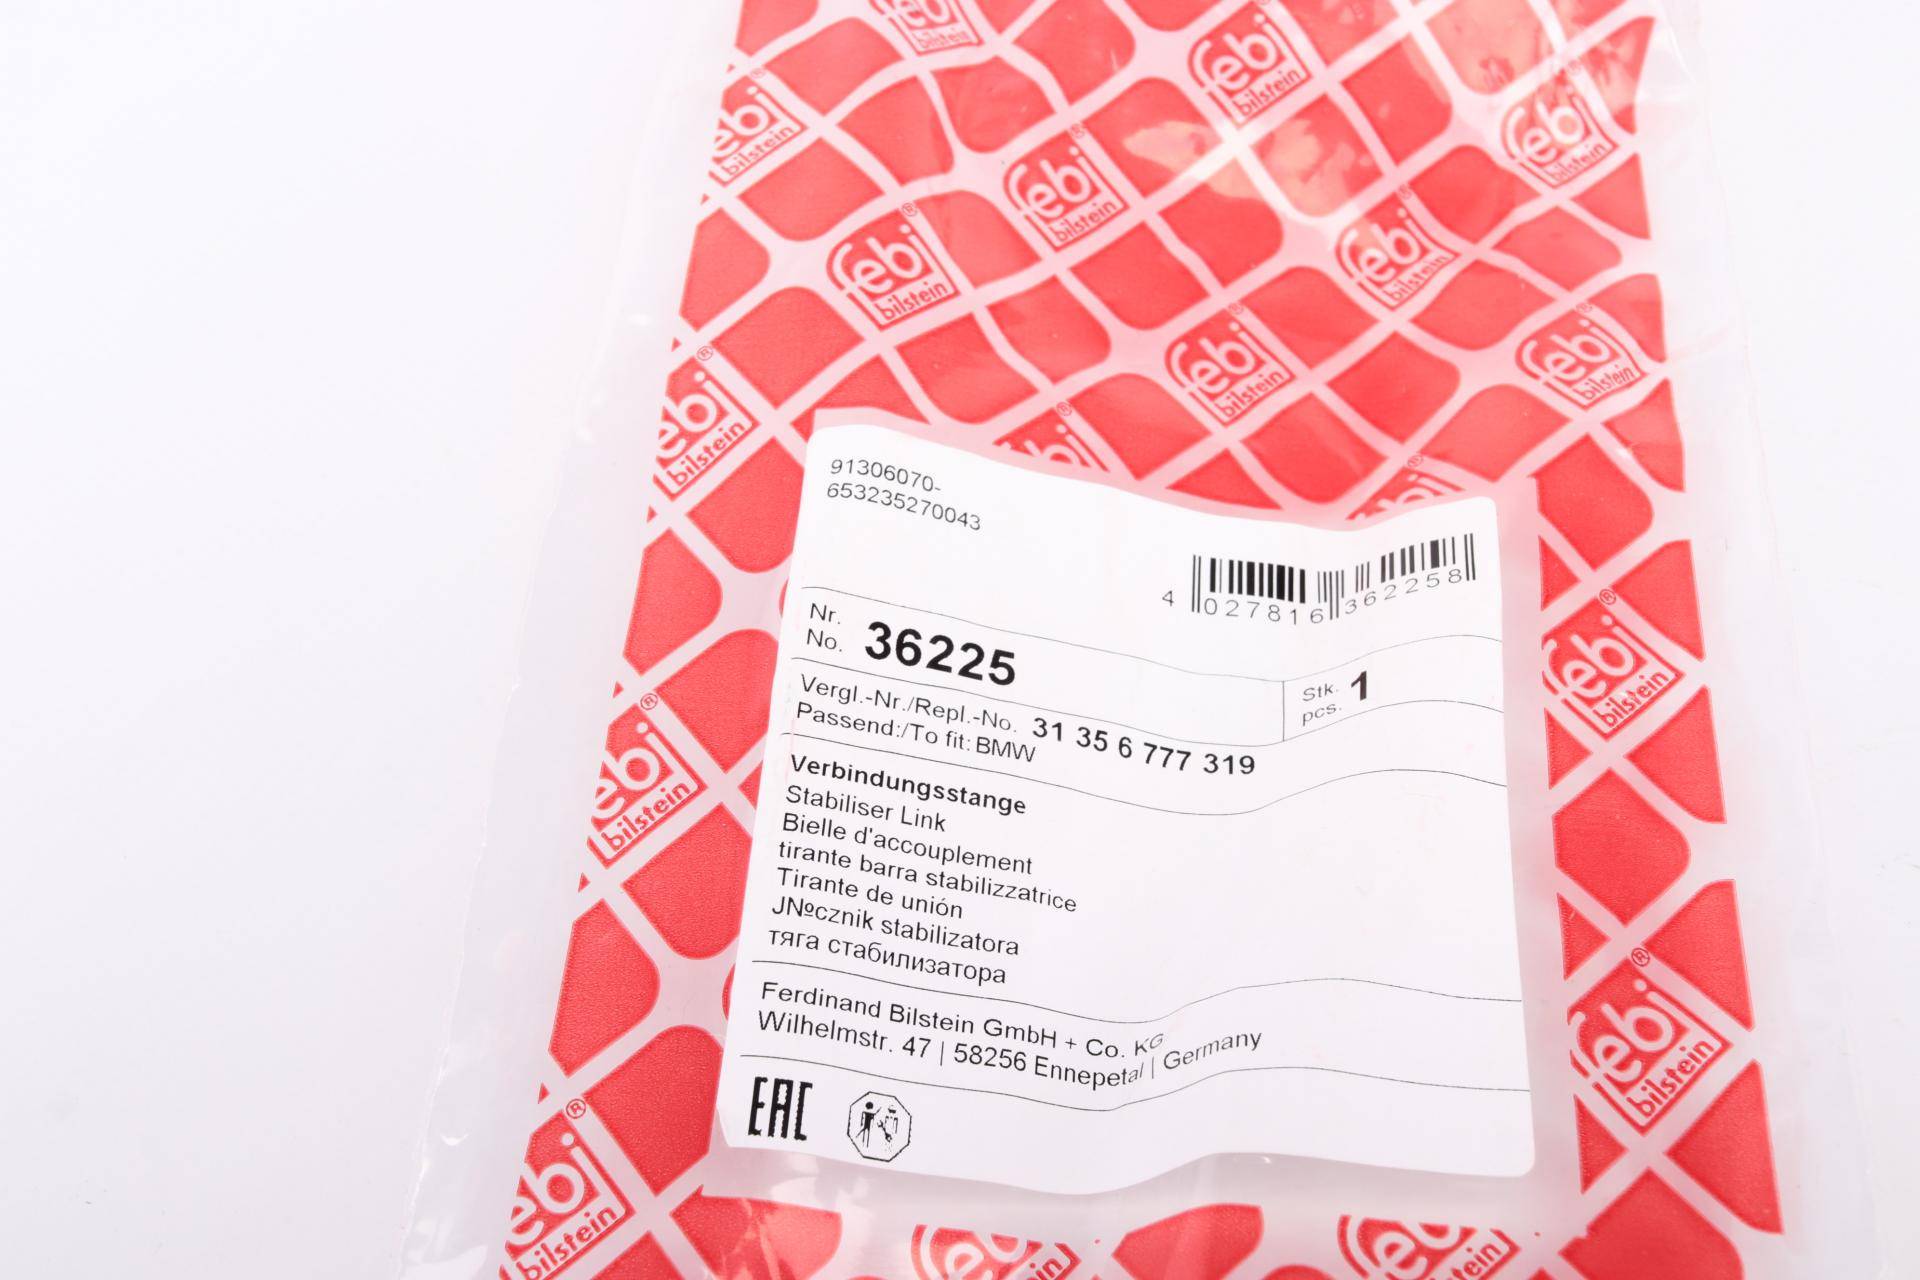 febi
bilstein
91306070-
653235270043
4 027816 362258
Nr.
No. 36225
Stk.
pcs. 1
Vergl.-Nr./Repl.-No. 31 35 6 777 319
Passend:/To fit: BMW
Verbindungsstange
Stabiliser Link
Bielle d'accouplement
tirante barra stabilizzatrice
Tirante de unión
JNºcznik stabilizatora
тяга стабилизатора
Ferdinand Bilstein GmbH + Co. KG
Wilhelmstr. 47 | 58256 Ennepetal | Germany
EAC